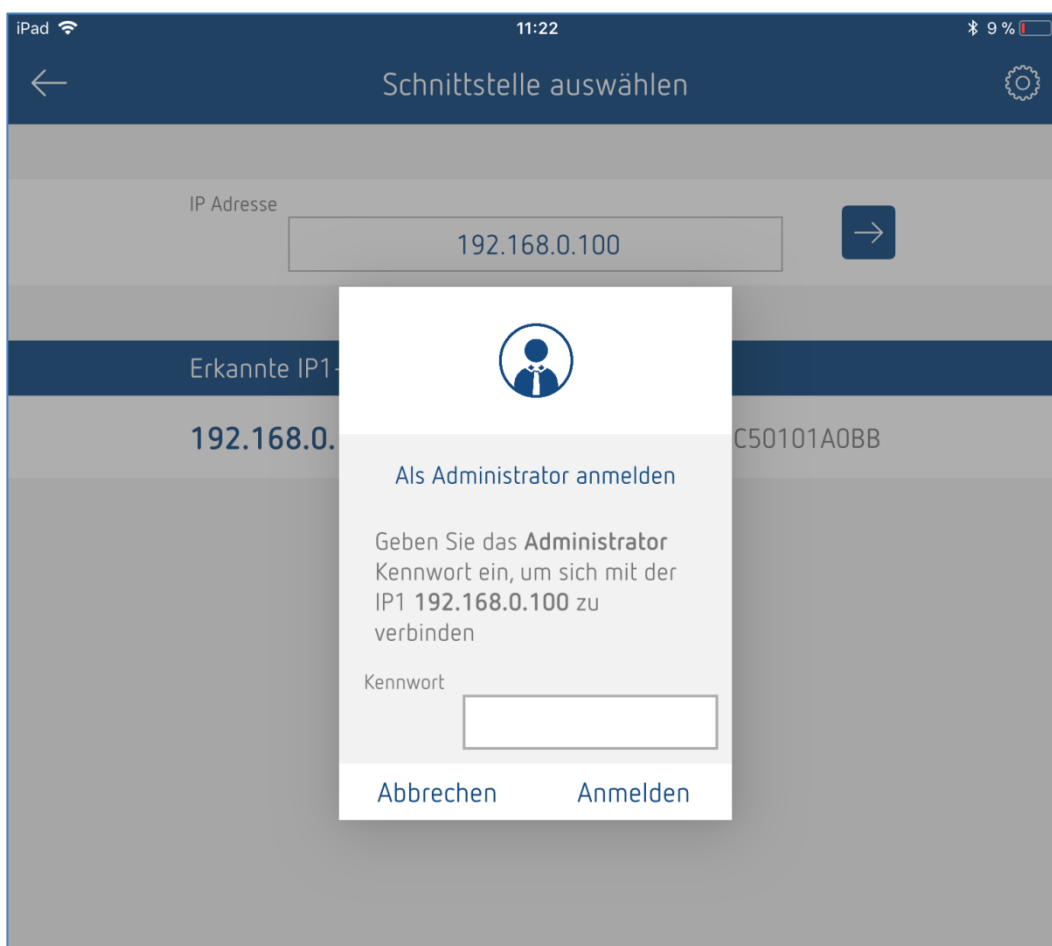 iPad 11:22 9 %
Schnittstelle auswählen
IP Adresse
192.168.0.100
Erkannte IP1-
192.168.0. C50101A0BB
Als Administrator anmelden
Geben Sie das Administrator
Kennwort ein, um sich mit der
IP1 192.168.0.100 zu
verbinden
Kennwort
Abbrechen Anmelden